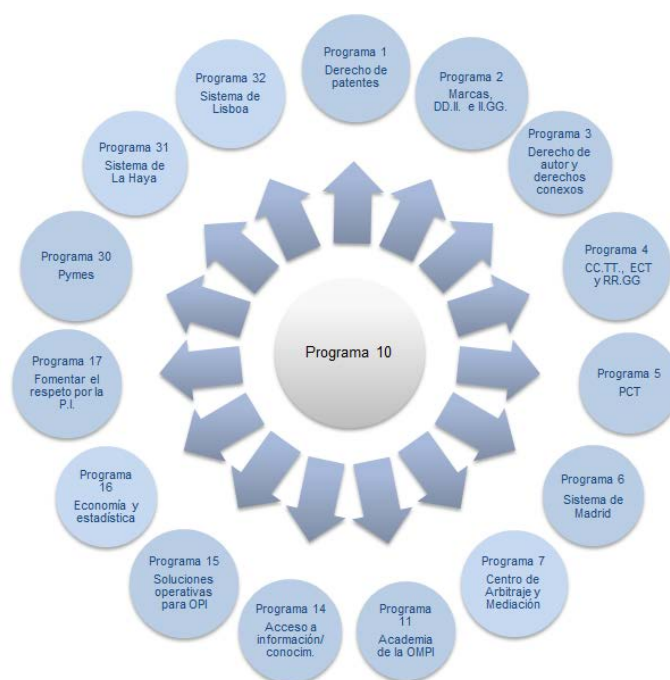 Programa 1
Derecho de
patentes
Programa 2
Marcas,
DD.II. e II.GG.
Programa 3
Derecho de
autor y
derechos
conexos
Programa 4
CC.TT., ECT
y RR.GG
Programa 5
PCT
Programa 6
Sistema de
Madrid
Programa 7
Centro de
Arbitraje y
Mediación
Programa
11
Academia
de la OMPI
Programa 14
Acceso a
información/
conocim.
Programa 15
Soluciones
operativas
para OPI
Programa
16
Economía y
estadística
Programa 17
Fomentar el
respeto por la
P.I.
Programa 30
Pymes
Programa 31
Sistema de
La Haya
Programa 32
Sistema de
Lisboa
Programa 10